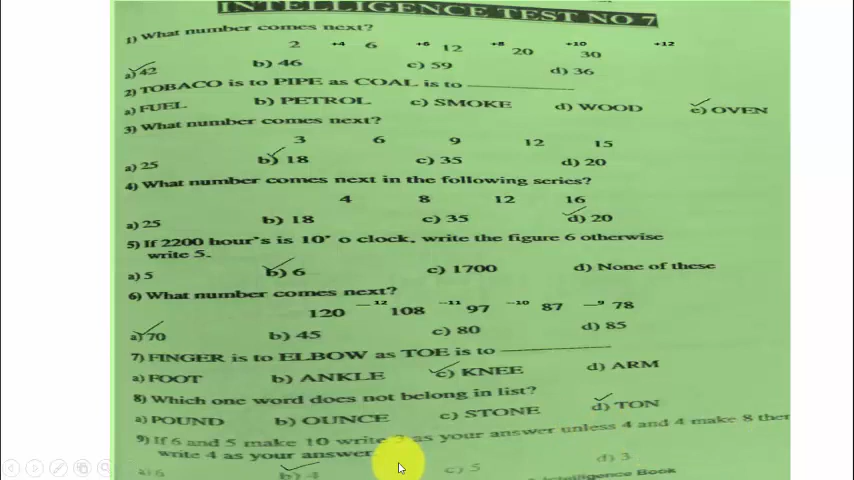 INTELLIGENCE TEST NO 7
1) What number comes next?
2 +4 6 +6 12 +8 20 +10 30 +12
a) 42 b) 46 c) 59 d) 36
2) TOBACO is to PIPE as COAL is to
a) FUEL b) PETROL c) SMOKE d) WOOD e) OVEN
3) What number comes next?
3 6 9 12 15
a) 25 b) 18 c) 35 d) 20
4) What number comes next in the following series?
4 8 12 16
a) 25 b) 18 c) 35 d) 20
5) If 2200 hour's is 10' o clock, write the figure 6 otherwise
write 5.
a) 5 b) 6 c) 1700 d) None of these
6) What number comes next?
120 — 12 108 —11 97 —10 87 —9 78
a) 70 b) 45 c) 80 d) 85
7) FINGER is to ELBOW as TOE is to
a) FOOT b) ANKLE c) KNEE d) ARM
8) Which one word does not belong in list?
a) POUND b) OUNCE c) STONE d) TON
9) If 6 and 5 make 10 write 3 as your answer unless 4 and 4 make 8 then
write 4 as your answer
a) 6 b) 4 c) 5 d) 3
Intelligence Book